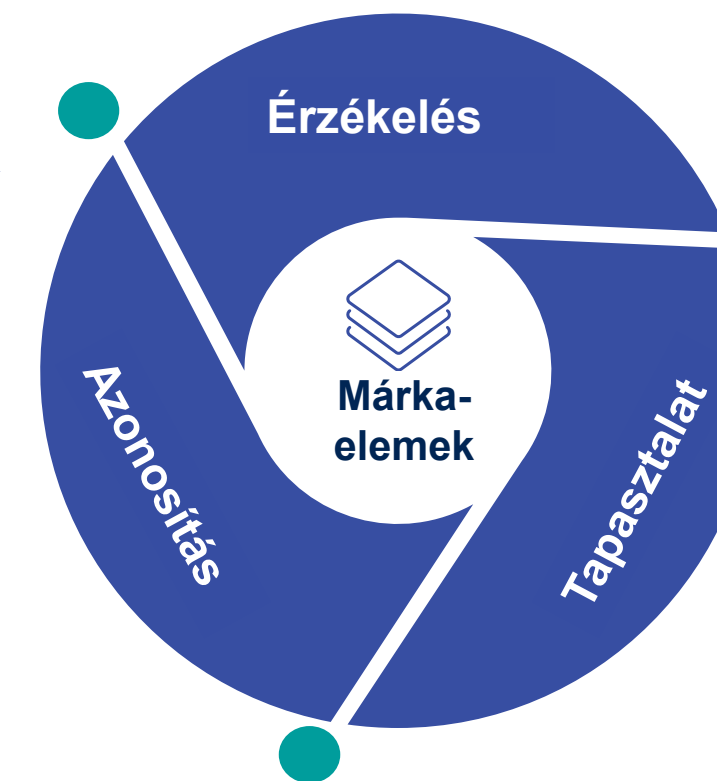 Érzékelés
Márka-
elemek
Azonosítás
Tapasztalat